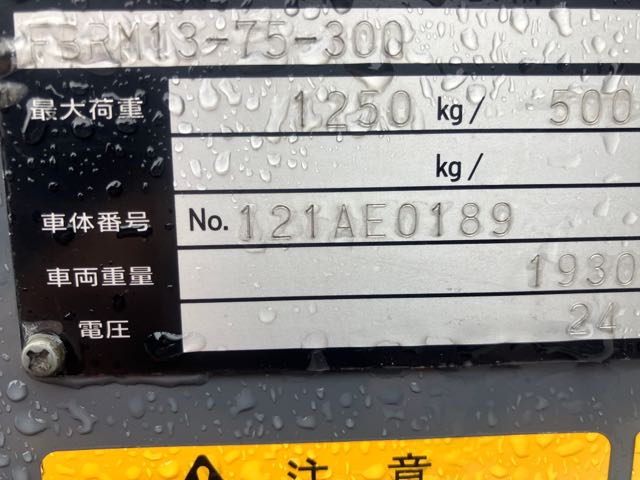 FBRM13-75-300
最大荷重 1250 kg/ 500
kg/
車体番号 No. 121AE0189
車両重量 1930
電圧 24
注意